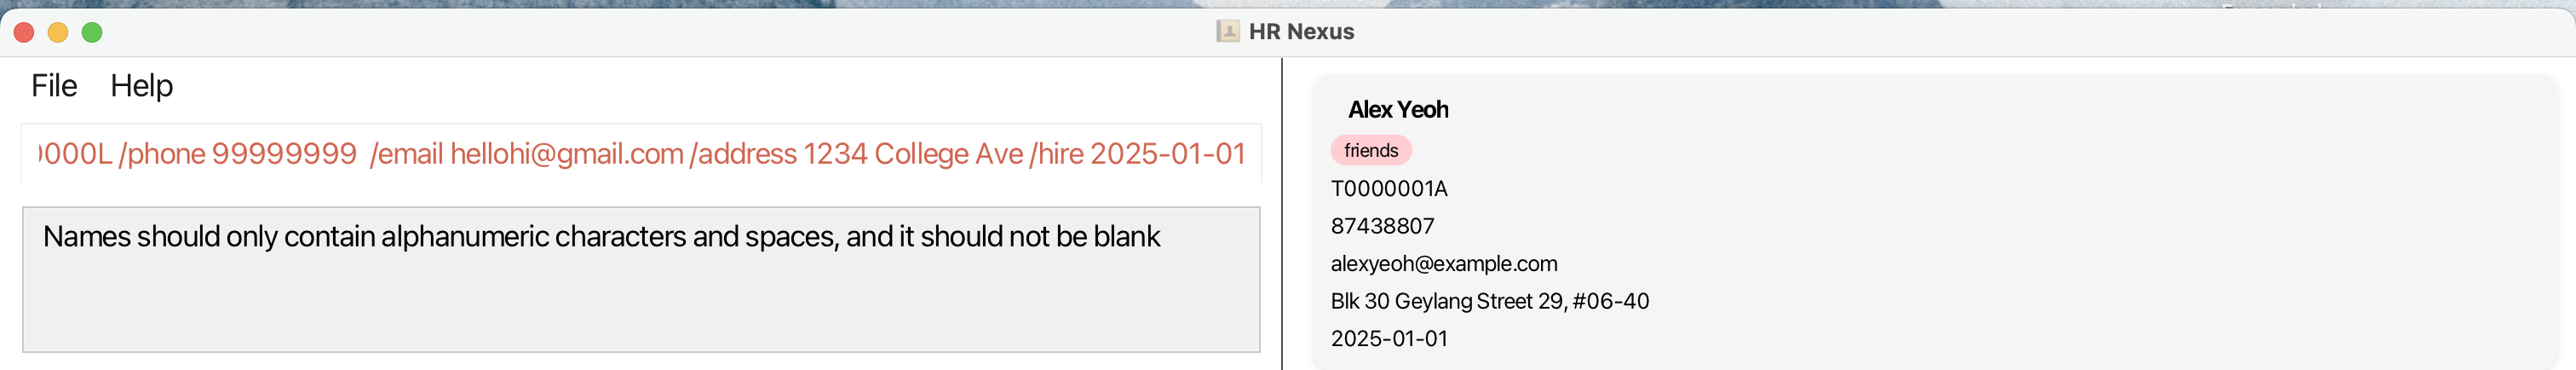 HR Nexus
File Help
0000L /phone 99999999 /email hellohi@gmail.com /address 1234 College Ave /hire 2025-01-01
Names should only contain alphanumeric characters and spaces, and it should not be blank
Alex Yeoh
friends
T0000001A
87438807
alexyeoh@example.com
Blk 30 Geylang Street 29, #06-40
2025-01-01